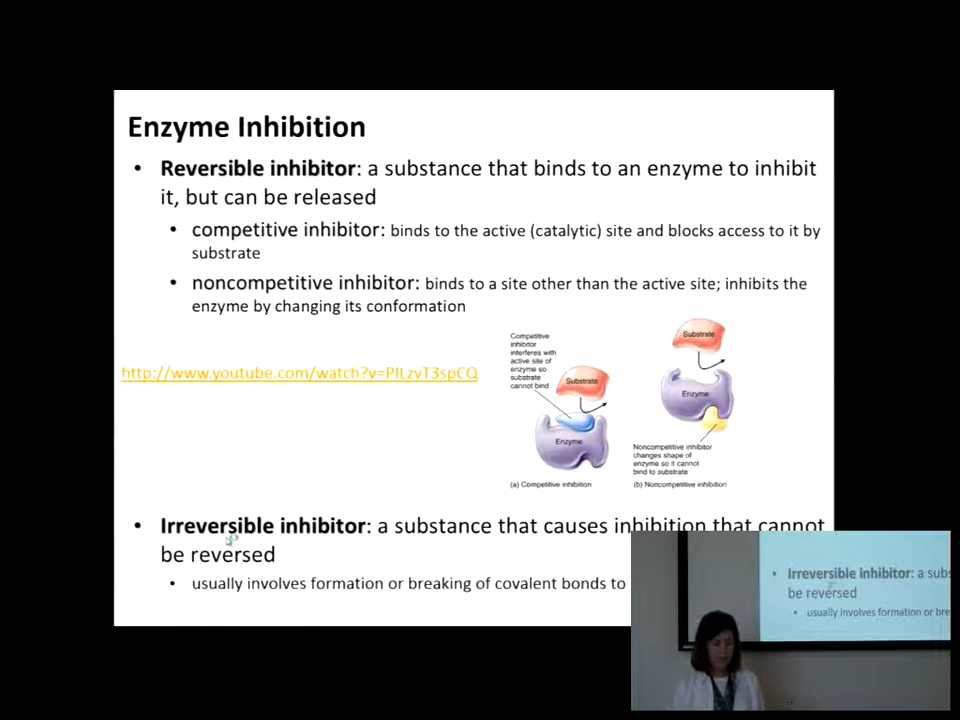 Enzyme Inhibition
• Reversible inhibitor: a substance that binds to an enzyme to inhibit
it, but can be released
• competitive inhibitor: binds to the active (catalytic) site and blocks access to it by
substrate
• noncompetitive inhibitor: binds to a site other than the active site; inhibits the
enzyme by changing its conformation
http://www.youtube.com/watch?v=PILzvT3spCQ
Competitive
inhibitor
interferes with
active site of
enzyme so
substrate
cannot bind
Substrate
Enzyme
(a) Competitive inhibition
Substrate
Enzyme
Noncompetitive inhibitor
changes shape of
enzyme so it cannot
bind to substrate
(b) Noncompetitive inhibition
• Irreversible inhibitor: a substance that causes inhibition that cannot
be reversed
• usually involves formation or breaking of covalent bonds to
• Irreversible inhibitor: a subs
be reversed
• usually involves formation or bre